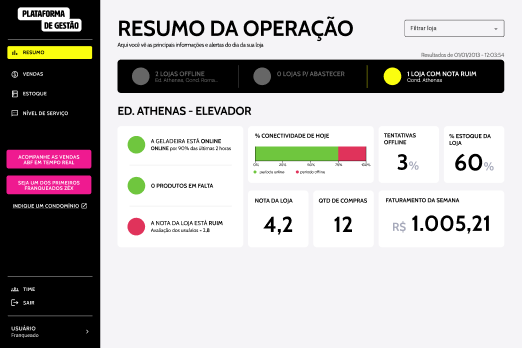 PLATAFORMA
DE GESTÃO
RESUMO
VENDAS
ESTOQUE
NÍVEL DE SERVIÇO
ACOMPANHE AS VENDAS
ABF EM TEMPO REAL
SEJA UM DOS PRIMEIROS
FRANQUEADOS ZÉX
INDIQUE UM CONDOMÍNIO
TIME
SAIR
USUÁRIO
Franqueado
RESUMO DA OPERAÇÃO
Aqui você vê as principais informações e alertas do dia da sua loja
Filtrar loja
Resultados de 01/01/2013 - 12:03:54
2 LOJAS OFFLINE
Ed. Athenas, Cond. Roma...
0 LOJAS P/ ABASTECER
1 LOJA COM NOTA RUIM
Cond. Athenas
ED. ATHENAS - ELEVADOR
A GELADEIRA ESTÁ ONLINE
ONLINE por 90% das últimas 2 horas
0 PRODUTOS EM FALTA
A NOTA DA LOJA ESTÁ RUIM
Avaliação dos usuários - 3,8
% CONECTIVIDADE DE HOJE
0% 25% 50% 75% 100%
período online período offline
TENTATIVAS
OFFLINE
3%
% ESTOQUE DA
LOJA
60%
NOTA DA LOJA
4,2
QTD DE COMPRAS
12
FATURAMENTO DA SEMANA
R$ 1.005,21